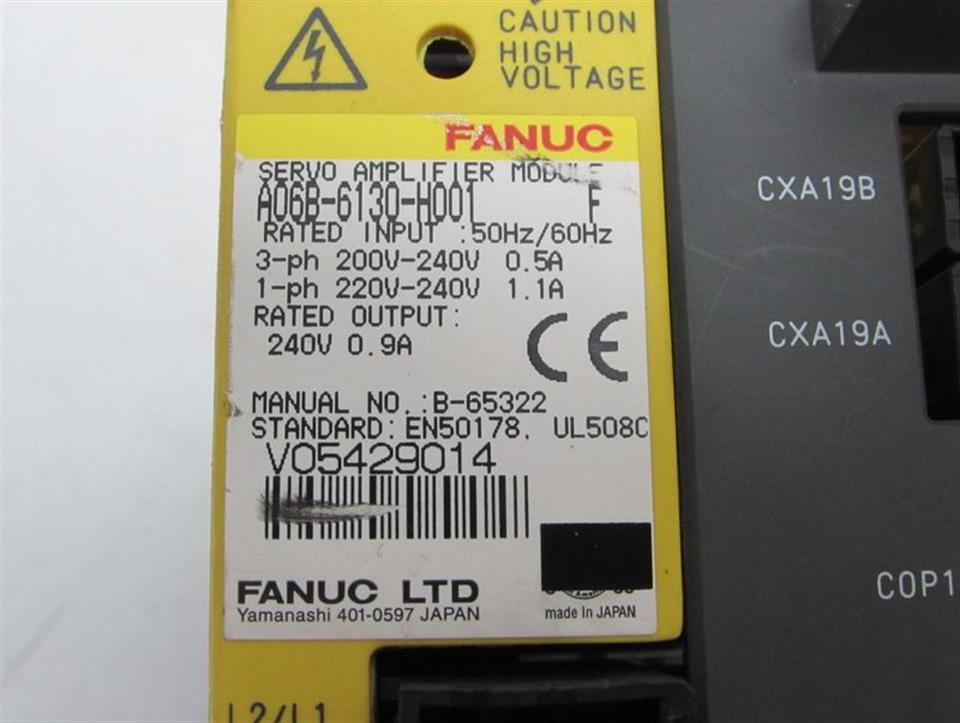 CAUTION
HIGH
VOLTAGE
FANUC
SERVO AMPLIFIER MODULE
A06B-6130-H001 F
RATED INPUT :50Hz/60Hz
3-ph 200V-240V 0.5A
1-ph 220V-240V 1.1A
RATED OUTPUT:
240V 0.9A
CE
MANUAL NO.:B-65322
STANDARD:EN50178, UL508C
V05429014
FANUC LTD
Yamanashi 401-0597 JAPAN
made in JAPAN
L2/L1
CXA19B
CXA19A
COP1